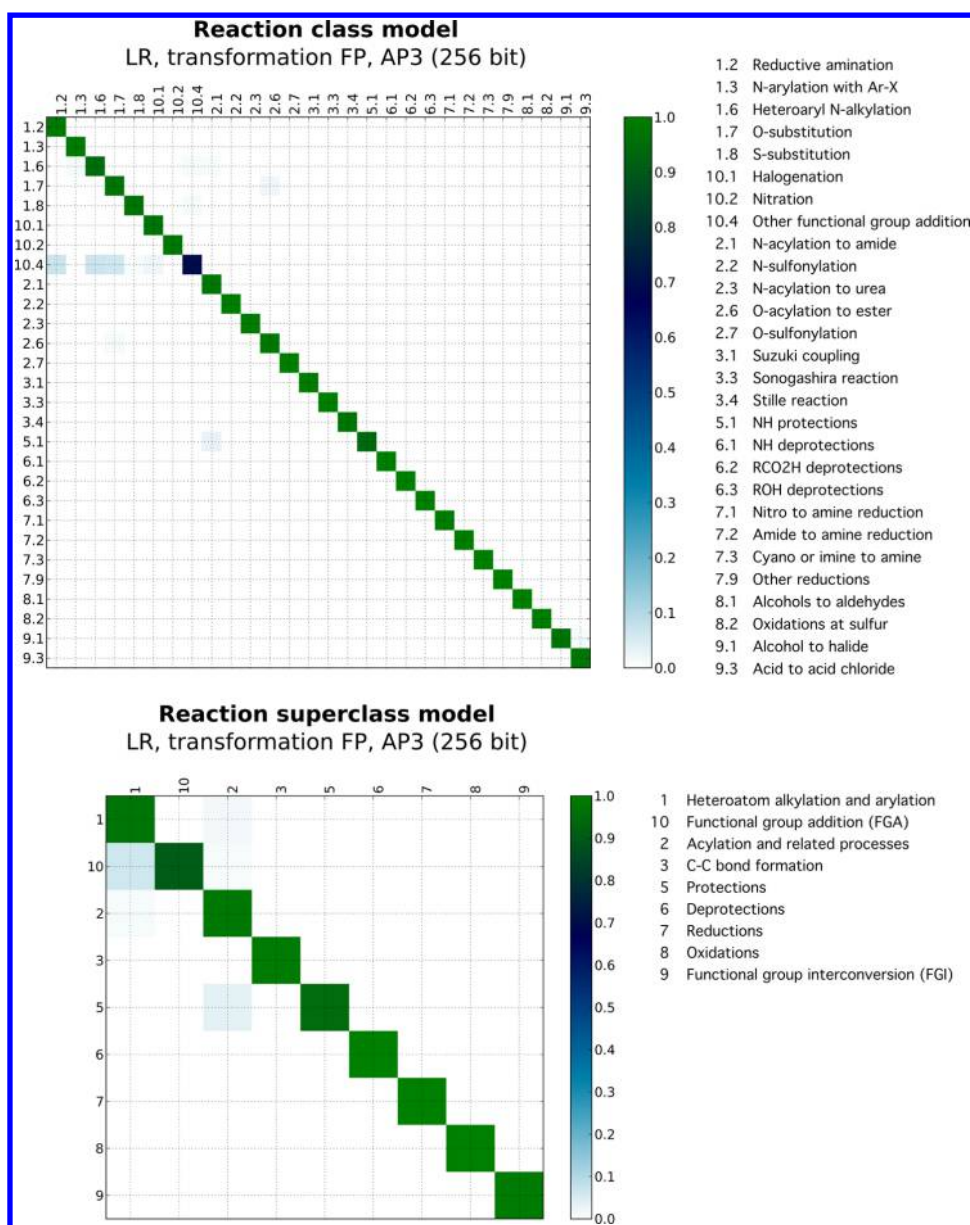 Reaction class model
LR, transformation FP, AP3 (256 bit)
1.2 1.3 1.6 1.7 1.8 10.1 10.2 10.4 2.1 2.2 2.3 2.6 2.7 3.1 3.3 3.4 5.1 6.1 6.2 6.3 7.1 7.2 7.3 7.9 8.1 8.2 9.1 9.3
1.2
1.3
1.6
1.7
1.8
10.1
10.2
10.4
2.1
2.2
2.3
2.6
2.7
3.1
3.3
3.4
5.1
6.1
6.2
6.3
7.1
7.2
7.3
7.9
8.1
8.2
9.1
9.3
1.0
0.9
0.8
0.7
0.6
0.5
0.4
0.3
0.2
0.1
0.0
1.2 Reductive amination
1.3 N-arylation with Ar-X
1.6 Heteroaryl N-alkylation
1.7 O-substitution
1.8 S-substitution
10.1 Halogenation
10.2 Nitration
10.4 Other functional group addition
2.1 N-acylation to amide
2.2 N-sulfonylation
2.3 N-acylation to urea
2.6 O-acylation to ester
2.7 O-sulfonylation
3.1 Suzuki coupling
3.3 Sonogashira reaction
3.4 Stille reaction
5.1 NH protections
6.1 NH deprotections
6.2 RCO2H deprotections
6.3 ROH deprotections
7.1 Nitro to amine reduction
7.2 Amide to amine reduction
7.3 Cyano or imine to amine
7.9 Other reductions
8.1 Alcohols to aldehydes
8.2 Oxidations at sulfur
9.1 Alcohol to halide
9.3 Acid to acid chloride
Reaction superclass model
LR, transformation FP, AP3 (256 bit)
1 10 2 3 5 6 7 8 9
1
10
2
3
5
6
7
8
9
1.0
0.9
0.8
0.7
0.6
0.5
0.4
0.3
0.2
0.1
0.0
1 Heteroatom alkylation and arylation
10 Functional group addition (FGA)
2 Acylation and related processes
3 C-C bond formation
5 Protections
6 Deprotections
7 Reductions
8 Oxidations
9 Functional group interconversion (FGI)